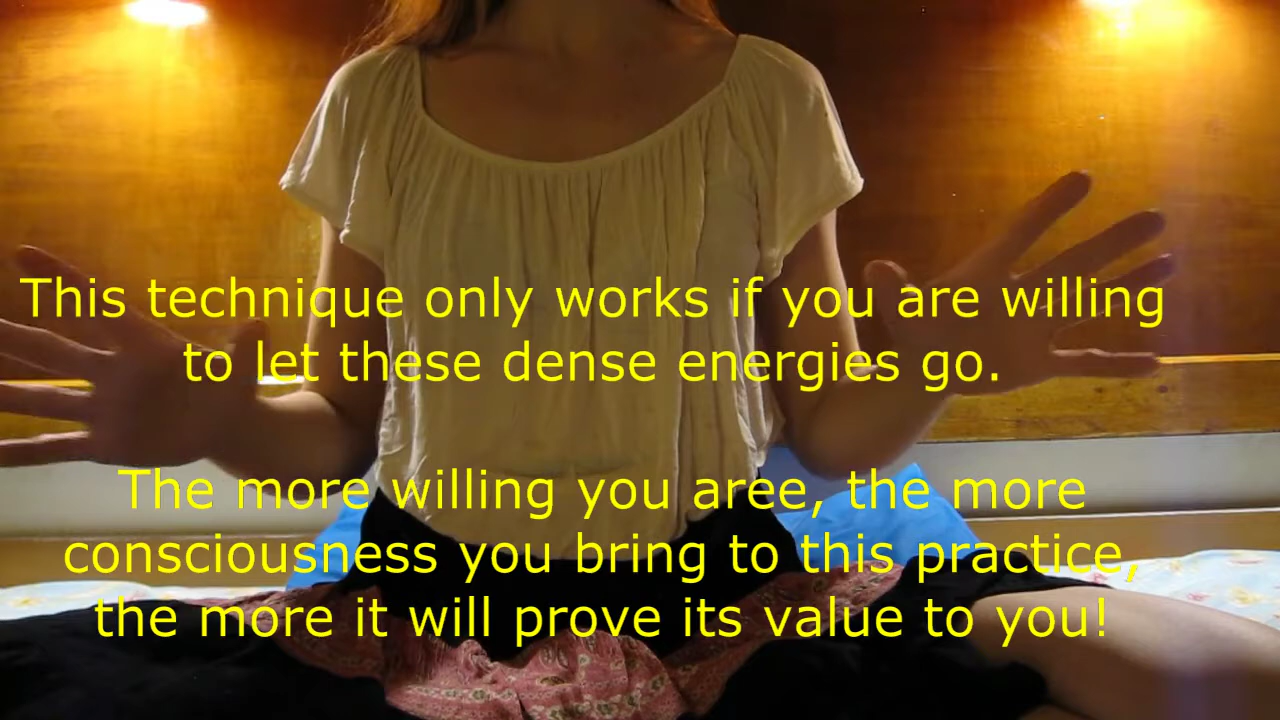 This technique only works if you are willing
to let these dense energies go.
The more willing you aree, the more
consciousness you bring to this practice,
the more it will prove its value to you!